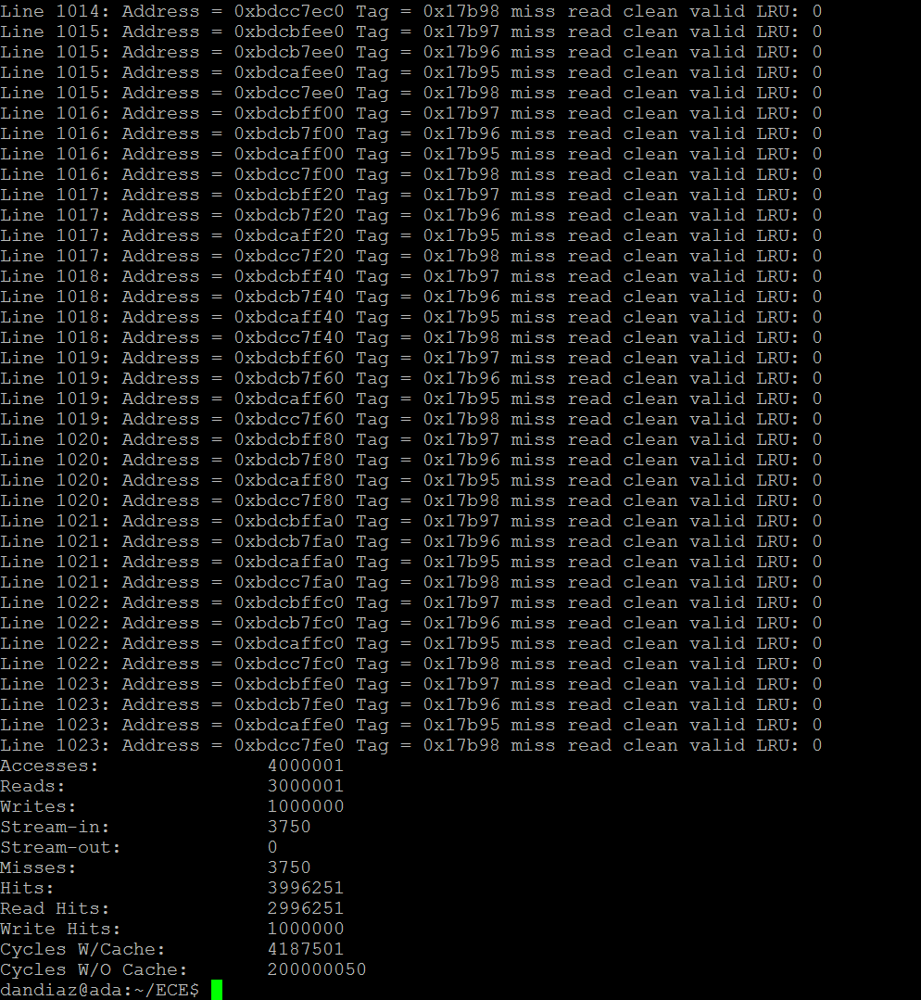 Line 1014: Address = 0xbdcc7ec0 Tag = 0x17b98 miss read clean valid LRU: 0
Line 1015: Address = 0xbdcbfee0 Tag = 0x17b97 miss read clean valid LRU: 0
Line 1015: Address = 0xbdcb7ee0 Tag = 0x17b96 miss read clean valid LRU: 0
Line 1015: Address = 0xbdcafee0 Tag = 0x17b95 miss read clean valid LRU: 0
Line 1015: Address = 0xbdcc7ee0 Tag = 0x17b98 miss read clean valid LRU: 0
Line 1016: Address = 0xbdcbff00 Tag = 0x17b97 miss read clean valid LRU: 0
Line 1016: Address = 0xbdcb7f00 Tag = 0x17b96 miss read clean valid LRU: 0
Line 1016: Address = 0xbdcaff00 Tag = 0x17b95 miss read clean valid LRU: 0
Line 1016: Address = 0xbdcc7f00 Tag = 0x17b98 miss read clean valid LRU: 0
Line 1017: Address = 0xbdcbff20 Tag = 0x17b97 miss read clean valid LRU: 0
Line 1017: Address = 0xbdcb7f20 Tag = 0x17b96 miss read clean valid LRU: 0
Line 1017: Address = 0xbdcaff20 Tag = 0x17b95 miss read clean valid LRU: 0
Line 1017: Address = 0xbdcc7f20 Tag = 0x17b98 miss read clean valid LRU: 0
Line 1018: Address = 0xbdcbff40 Tag = 0x17b97 miss read clean valid LRU: 0
Line 1018: Address = 0xbdcb7f40 Tag = 0x17b96 miss read clean valid LRU: 0
Line 1018: Address = 0xbdcaff40 Tag = 0x17b95 miss read clean valid LRU: 0
Line 1018: Address = 0xbdcc7f40 Tag = 0x17b98 miss read clean valid LRU: 0
Line 1019: Address = 0xbdcbff60 Tag = 0x17b97 miss read clean valid LRU: 0
Line 1019: Address = 0xbdcb7f60 Tag = 0x17b96 miss read clean valid LRU: 0
Line 1019: Address = 0xbdcaff60 Tag = 0x17b95 miss read clean valid LRU: 0
Line 1019: Address = 0xbdcc7f60 Tag = 0x17b98 miss read clean valid LRU: 0
Line 1020: Address = 0xbdcbff80 Tag = 0x17b97 miss read clean valid LRU: 0
Line 1020: Address = 0xbdcb7f80 Tag = 0x17b96 miss read clean valid LRU: 0
Line 1020: Address = 0xbdcaff80 Tag = 0x17b95 miss read clean valid LRU: 0
Line 1020: Address = 0xbdcc7f80 Tag = 0x17b98 miss read clean valid LRU: 0
Line 1021: Address = 0xbdcbffa0 Tag = 0x17b97 miss read clean valid LRU: 0
Line 1021: Address = 0xbdcb7fa0 Tag = 0x17b96 miss read clean valid LRU: 0
Line 1021: Address = 0xbdcaffa0 Tag = 0x17b95 miss read clean valid LRU: 0
Line 1021: Address = 0xbdcc7fa0 Tag = 0x17b98 miss read clean valid LRU: 0
Line 1022: Address = 0xbdcbffc0 Tag = 0x17b97 miss read clean valid LRU: 0
Line 1022: Address = 0xbdcb7fc0 Tag = 0x17b96 miss read clean valid LRU: 0
Line 1022: Address = 0xbdcaffc0 Tag = 0x17b95 miss read clean valid LRU: 0
Line 1022: Address = 0xbdcc7fc0 Tag = 0x17b98 miss read clean valid LRU: 0
Line 1023: Address = 0xbdcbffe0 Tag = 0x17b97 miss read clean valid LRU: 0
Line 1023: Address = 0xbdcb7fe0 Tag = 0x17b96 miss read clean valid LRU: 0
Line 1023: Address = 0xbdcaffe0 Tag = 0x17b95 miss read clean valid LRU: 0
Line 1023: Address = 0xbdcc7fe0 Tag = 0x17b98 miss read clean valid LRU: 0
Accesses: 4000001
Reads: 3000001
Writes: 1000000
Stream-in: 3750
Stream-out: 0
Misses: 3750
Hits: 3996251
Read Hits: 2996251
Write Hits: 1000000
Cycles W/Cache: 4187501
Cycles W/O Cache: 200000050
dandiaz@ada:~/ECE$